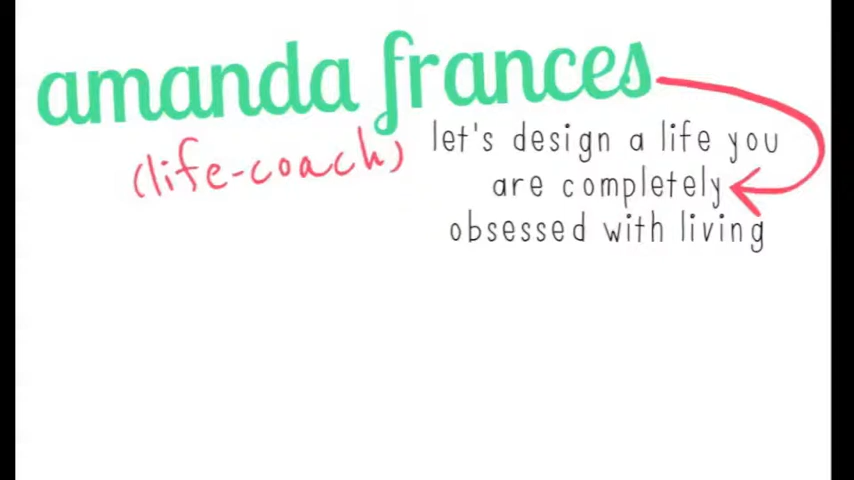 amanda frances
(life-coach)
let's design a life you
are completely
obsessed with living